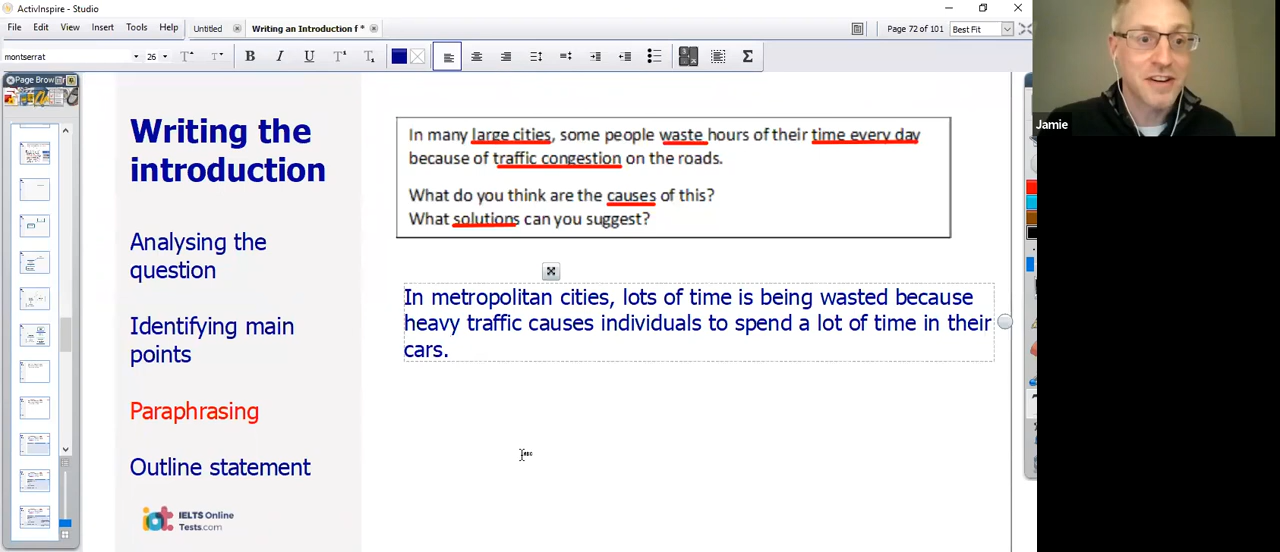 ActivInspire - Studio
File Edit View Insert Tools Help
Untitled
Writing an Introduction f *
Page 72 of 101
Best Fit
montserrat
26
B I U
Page Browser
Jamie
Writing the
introduction
Analysing the
question
Identifying main
points
Paraphrasing
Outline statement
iot IELTS Online
Tests.com
In many large cities, some people waste hours of their time every day
because of traffic congestion on the roads.
What do you think are the causes of this?
What solutions can you suggest?
In metropolitan cities, lots of time is being wasted because
heavy traffic causes individuals to spend a lot of time in their
cars.